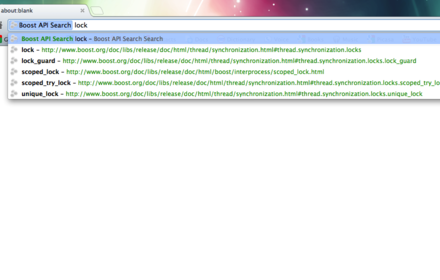 about:blank
Boost API Search lock
Boost API Search lock – Boost API Search Search
lock – http://www.boost.org/doc/libs/release/doc/html/thread/synchronization.html#thread.synchronization.locks
lock_guard – http://www.boost.org/doc/libs/release/doc/html/thread/synchronization.html#thread.synchronization.locks.lock_guard
scoped_lock – http://www.boost.org/doc/libs/release/doc/html/boost/interprocess/scoped_lock.html
scoped_try_lock – http://www.boost.org/doc/libs/release/doc/html/thread/synchronization.html#thread.synchronization.locks.scoped_try_l
unique_lock – http://www.boost.org/doc/libs/release/doc/html/thread/synchronization.html#thread.synchronization.locks.unique_lock